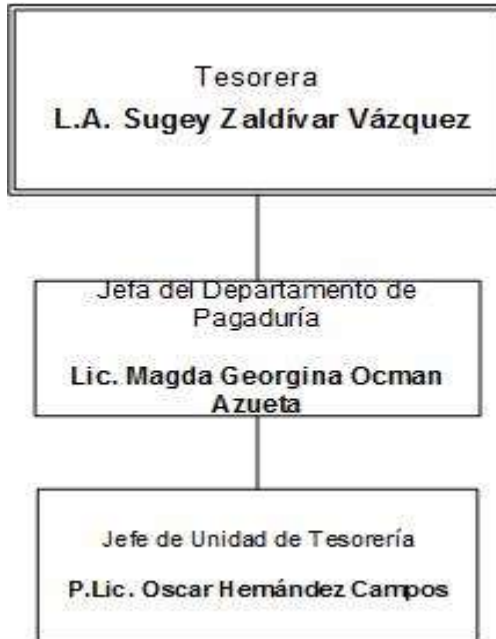 Tesorera
L.A. Sugey Zaldívar Vázquez
Jefa del Departamento de
Pagaduría
Lic. Magda Georgina Ocman
Azueta
Jefe de Unidad de Tesorería
P.Lic. Oscar Hernández Campos